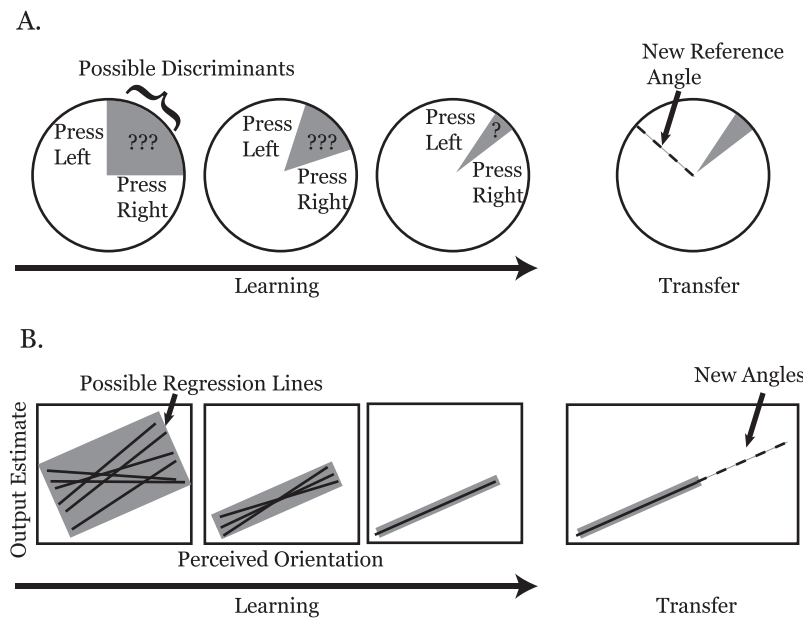 A.
Possible Discriminants
Press
Left
???
Press
Right
Press
Left
???
Press
Right
Press
Left
?
Press
Right
New Reference
Angle
Learning
Transfer
B.
Possible Regression Lines
New Angles
Output Estimate
Perceived Orientation
Learning
Transfer